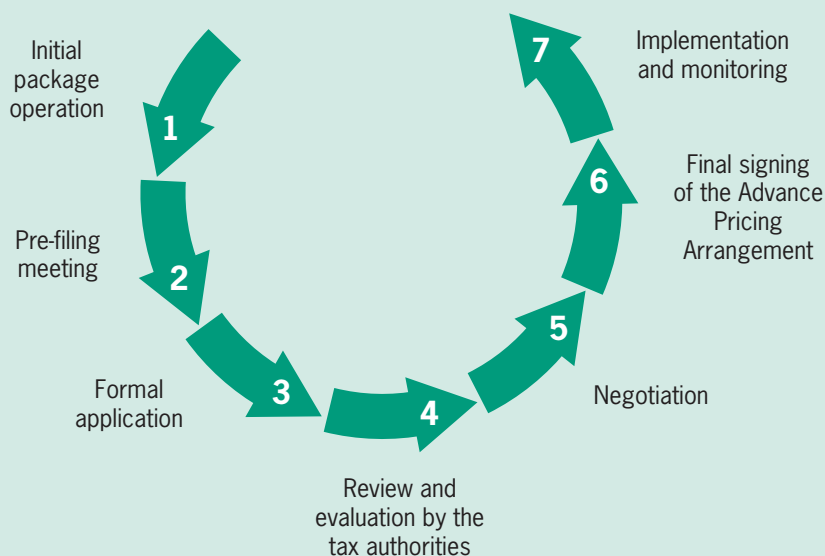 Initial
package
operation
1
Pre-filing
meeting
2
Formal
application
3
4
Review and
evaluation by the
tax authorities
5
Negotiation
6
Final signing
of the Advance
Pricing
Arrangement
7
Implementation
and monitoring